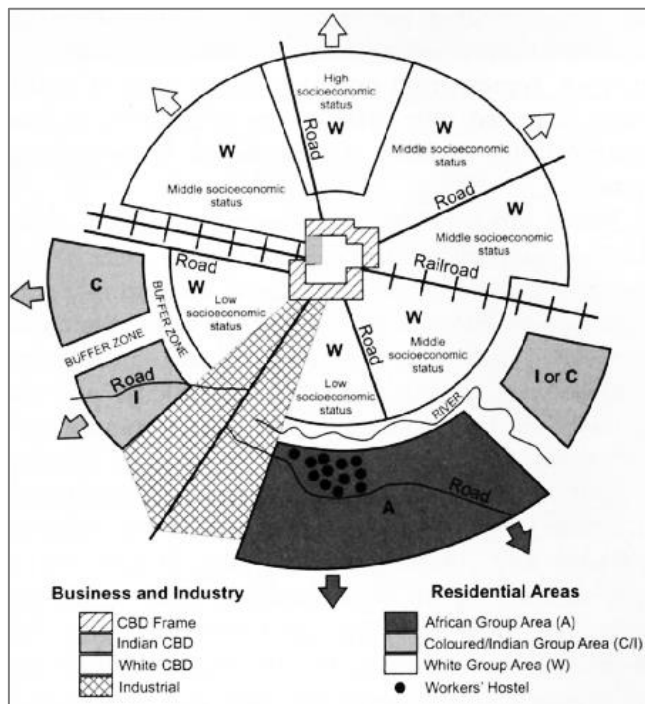 High
socioeconomic
status
W
Road
W
Middle socioeconomic
status
W
Middle socioeconomic
status
Road
W
Middle socioeconomic
status
Railroad
Road
W
Low
socioeconomic
status
C
BUFFER ZONE
BUFFER ZONE
Road
I
W
Low
socioeconomic
status
Road
W
Middle
socioeconomic
status
I or C
RIVER
Road
A
Business and Industry
CBD Frame
Indian CBD
White CBD
Industrial
Residential Areas
African Group Area (A)
Coloured/Indian Group Area (C/I)
White Group Area (W)
Workers' Hostel